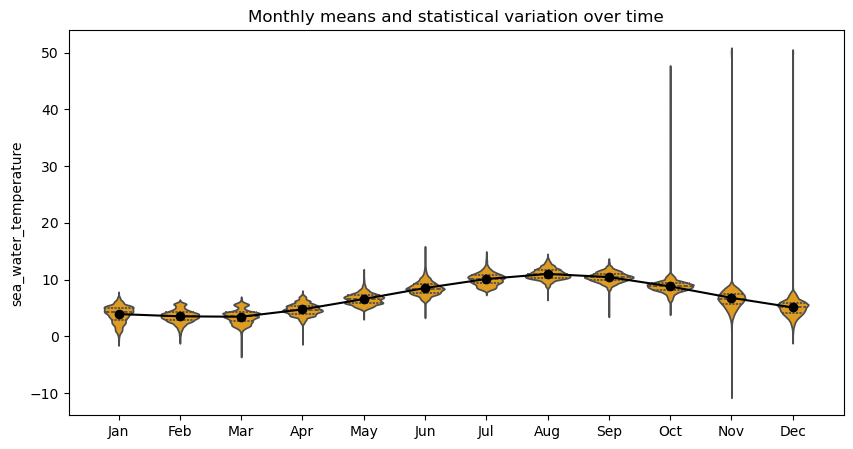 Monthly means and statistical variation over time
sea_water_temperature
50
40
30
20
10
0
−10
Jan Feb Mar Apr May Jun Jul Aug Sep Oct Nov Dec